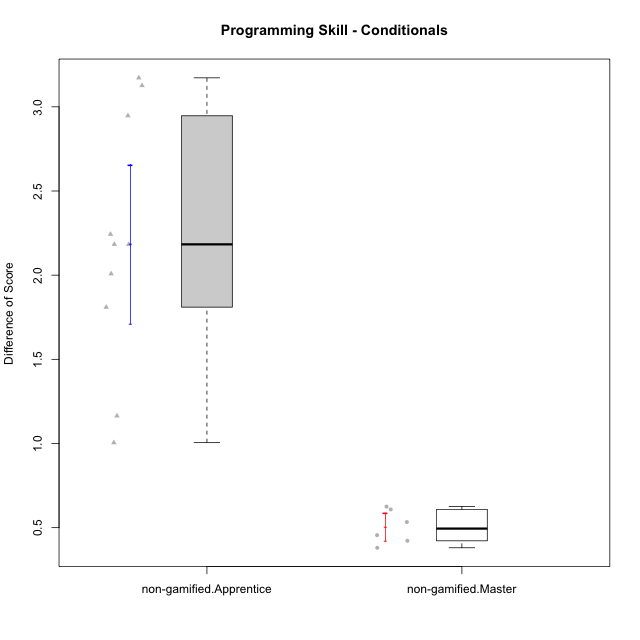 Programming Skill - Conditionals
Difference of Score
3.0
2.5
2.0
1.5
1.0
0.5
non-gamified.Apprentice
non-gamified.Master